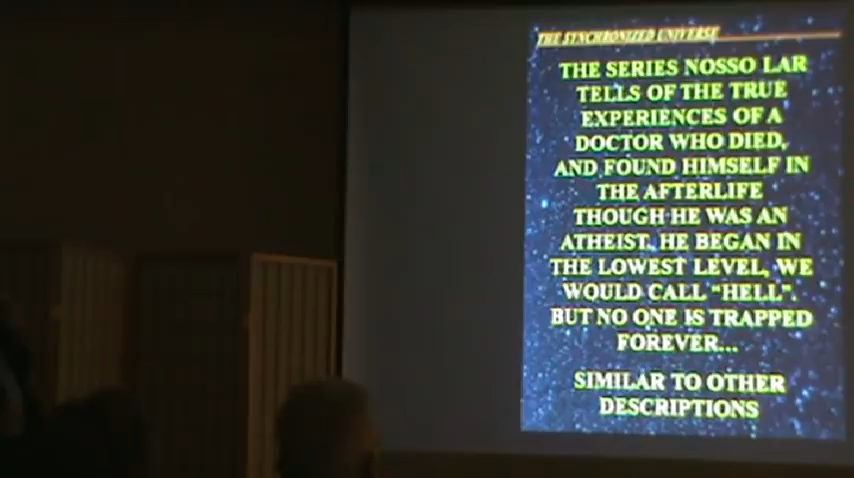 THE SYNCHRONIZED UNIVERSE
THE SERIES NOSSO LAR
TELLS OF THE TRUE
EXPERIENCES OF A
DOCTOR WHO DIED,
AND FOUND HIMSELF IN
THE AFTERLIFE
THOUGH HE WAS AN
ATHEIST. HE BEGAN IN
THE LOWEST LEVEL, WE
WOULD CALL "HELL".
BUT NO ONE IS TRAPPED
FOREVER...
SIMILAR TO OTHER
DESCRIPTIONS